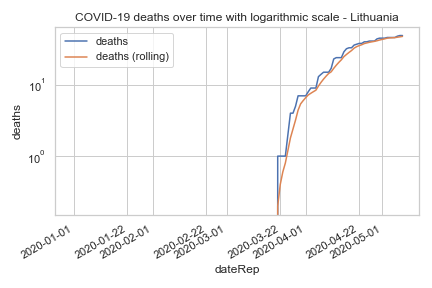 COVID-19 deaths over time with logarithmic scale - Lithuania
deaths
deaths (rolling)
deaths
10¹
10⁰
2020-01-01
2020-01-22
2020-02-01
2020-02-22
2020-03-01
2020-03-22
2020-04-01
2020-04-22
2020-05-01
dateRep